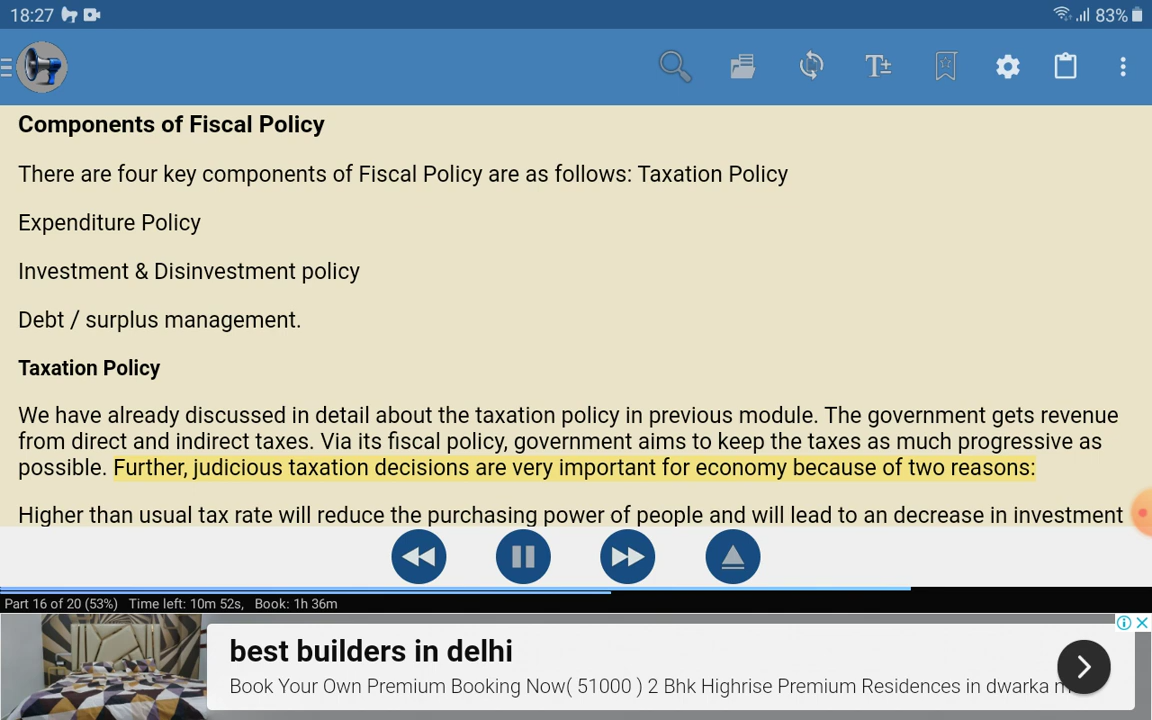 18:27
83%
Components of Fiscal Policy
There are four key components of Fiscal Policy are as follows: Taxation Policy
Expenditure Policy
Investment & Disinvestment policy
Debt / surplus management.
Taxation Policy
We have already discussed in detail about the taxation policy in previous module. The government gets revenue
from direct and indirect taxes. Via its fiscal policy, government aims to keep the taxes as much progressive as
possible. Further, judicious taxation decisions are very important for economy because of two reasons:
Higher than usual tax rate will reduce the purchasing power of people and will lead to an decrease in investment
Part 16 of 20 (53%) Time left: 10m 52s, Book: 1h 36m
best builders in delhi
Book Your Own Premium Booking Now( 51000 ) 2 Bhk Highrise Premium Residences in dwarka